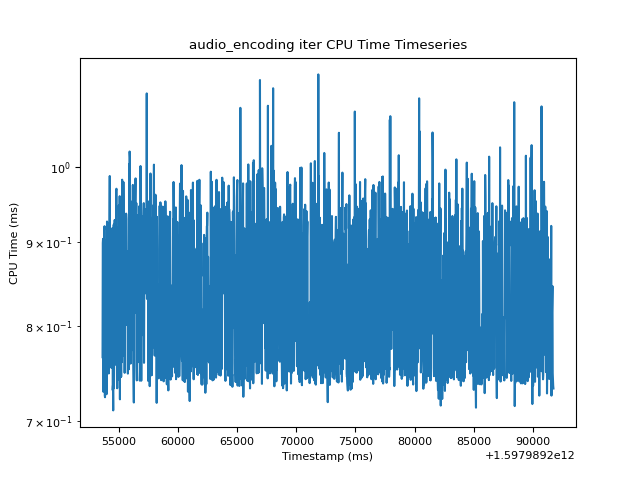 audio_encoding iter CPU Time Timeseries
CPU Time (ms)
10⁰
9 × 10⁻¹
8 × 10⁻¹
7 × 10⁻¹
55000 60000 65000 70000 75000 80000 85000 90000
Timestamp (ms)
+1.5979892e12